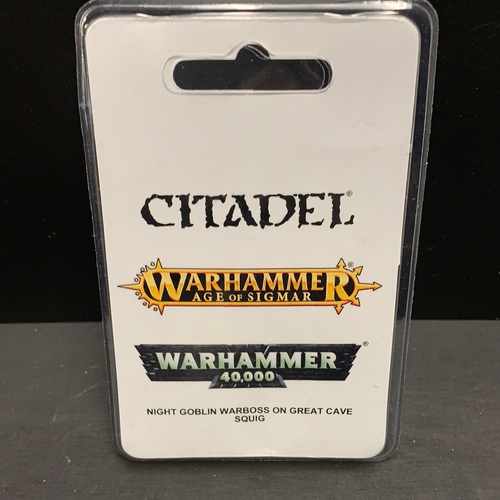 CITADEL®
WARHAMMER®
AGE OF SIGMAR
WARHAMMER®
40,000
NIGHT GOBLIN WARBOSS ON GREAT CAVE
SQUIG